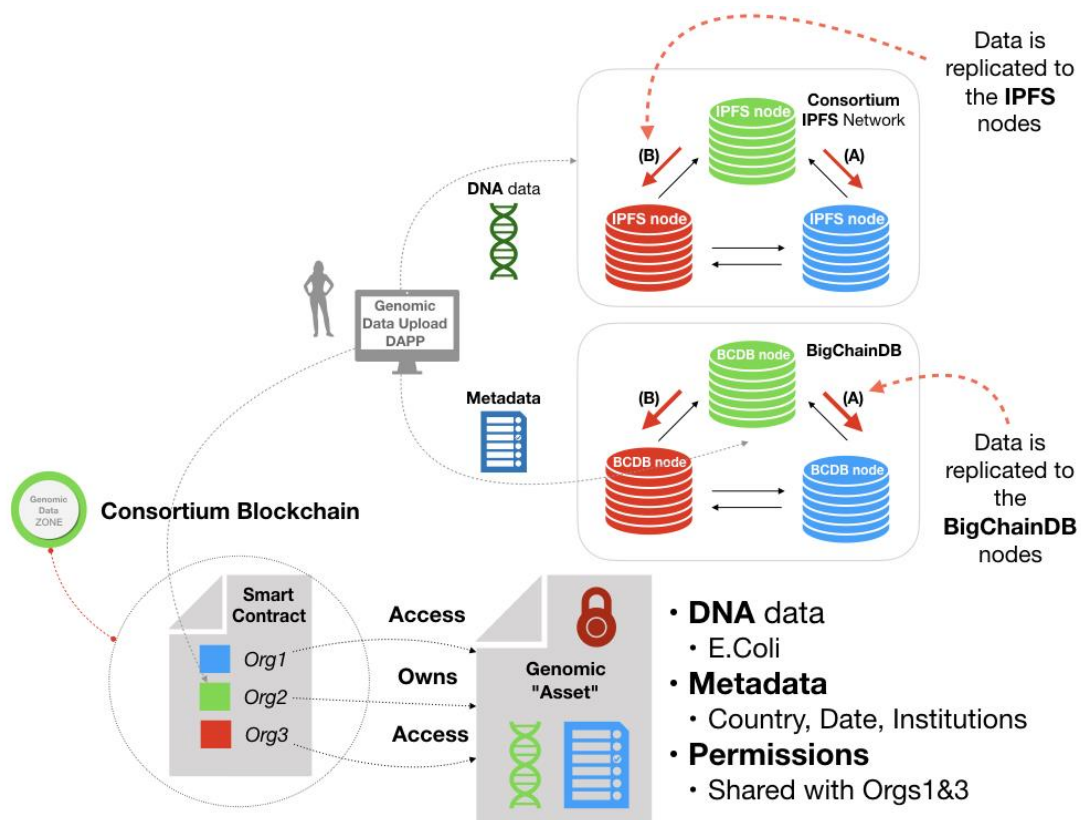 Data is
replicated to
the IPFS
nodes
Consortium
IPFS Network
IPFS node
(B)
(A)
IPFS node
IPFS node
DNA data
Genomic
Data Upload
DAPP
Metadata
BigChainDB
BCDB node
(B)
(A)
BCDB node
BCDB node
Data is
replicated to
the
BigChainDB
nodes
Genomic
Data
ZONE
Consortium Blockchain
Smart
Contract
Org1
Org2
Org3
Access
Owns
Access
Genomic
"Asset"
• DNA data
• E.Coli
• Metadata
• Country, Date, Institutions
• Permissions
• Shared with Orgs1&3